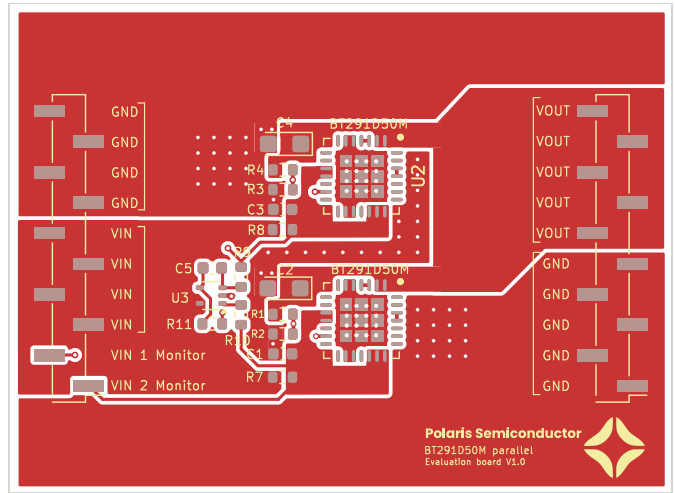 GND
GND
GND
GND
VIN
VIN
VIN
VIN
VIN 1 Monitor
VIN 2 Monitor
C4
BT291D50M
R4
R3
C3
R8
U2
R9
C5
U3
R11
R10
C2
BT291D50M
R1
R2
C1
R7
VOUT
VOUT
VOUT
VOUT
VOUT
GND
GND
GND
GND
GND
Polaris Semiconductor
BT291D50M parallel
Evaluation board V1.0